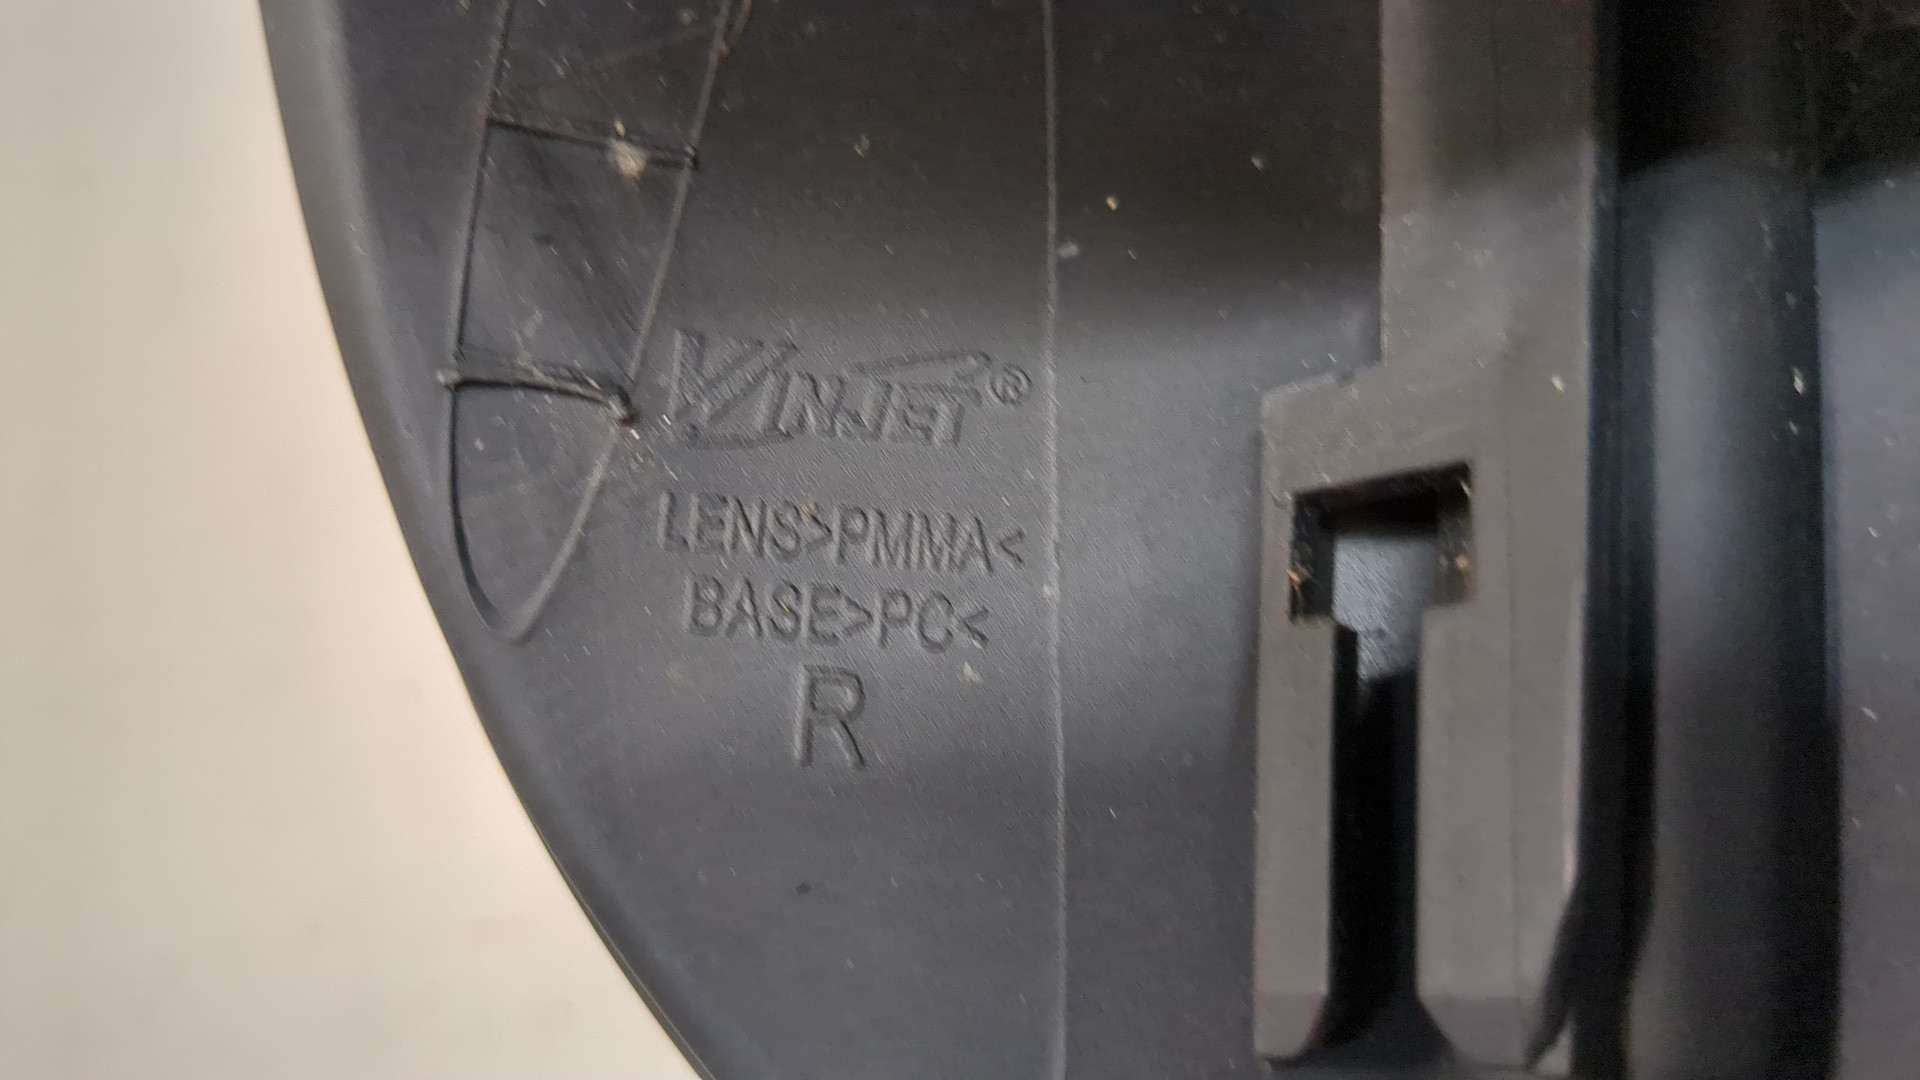 WINJET®
LENS>PMMA<
BASE>PC<
R